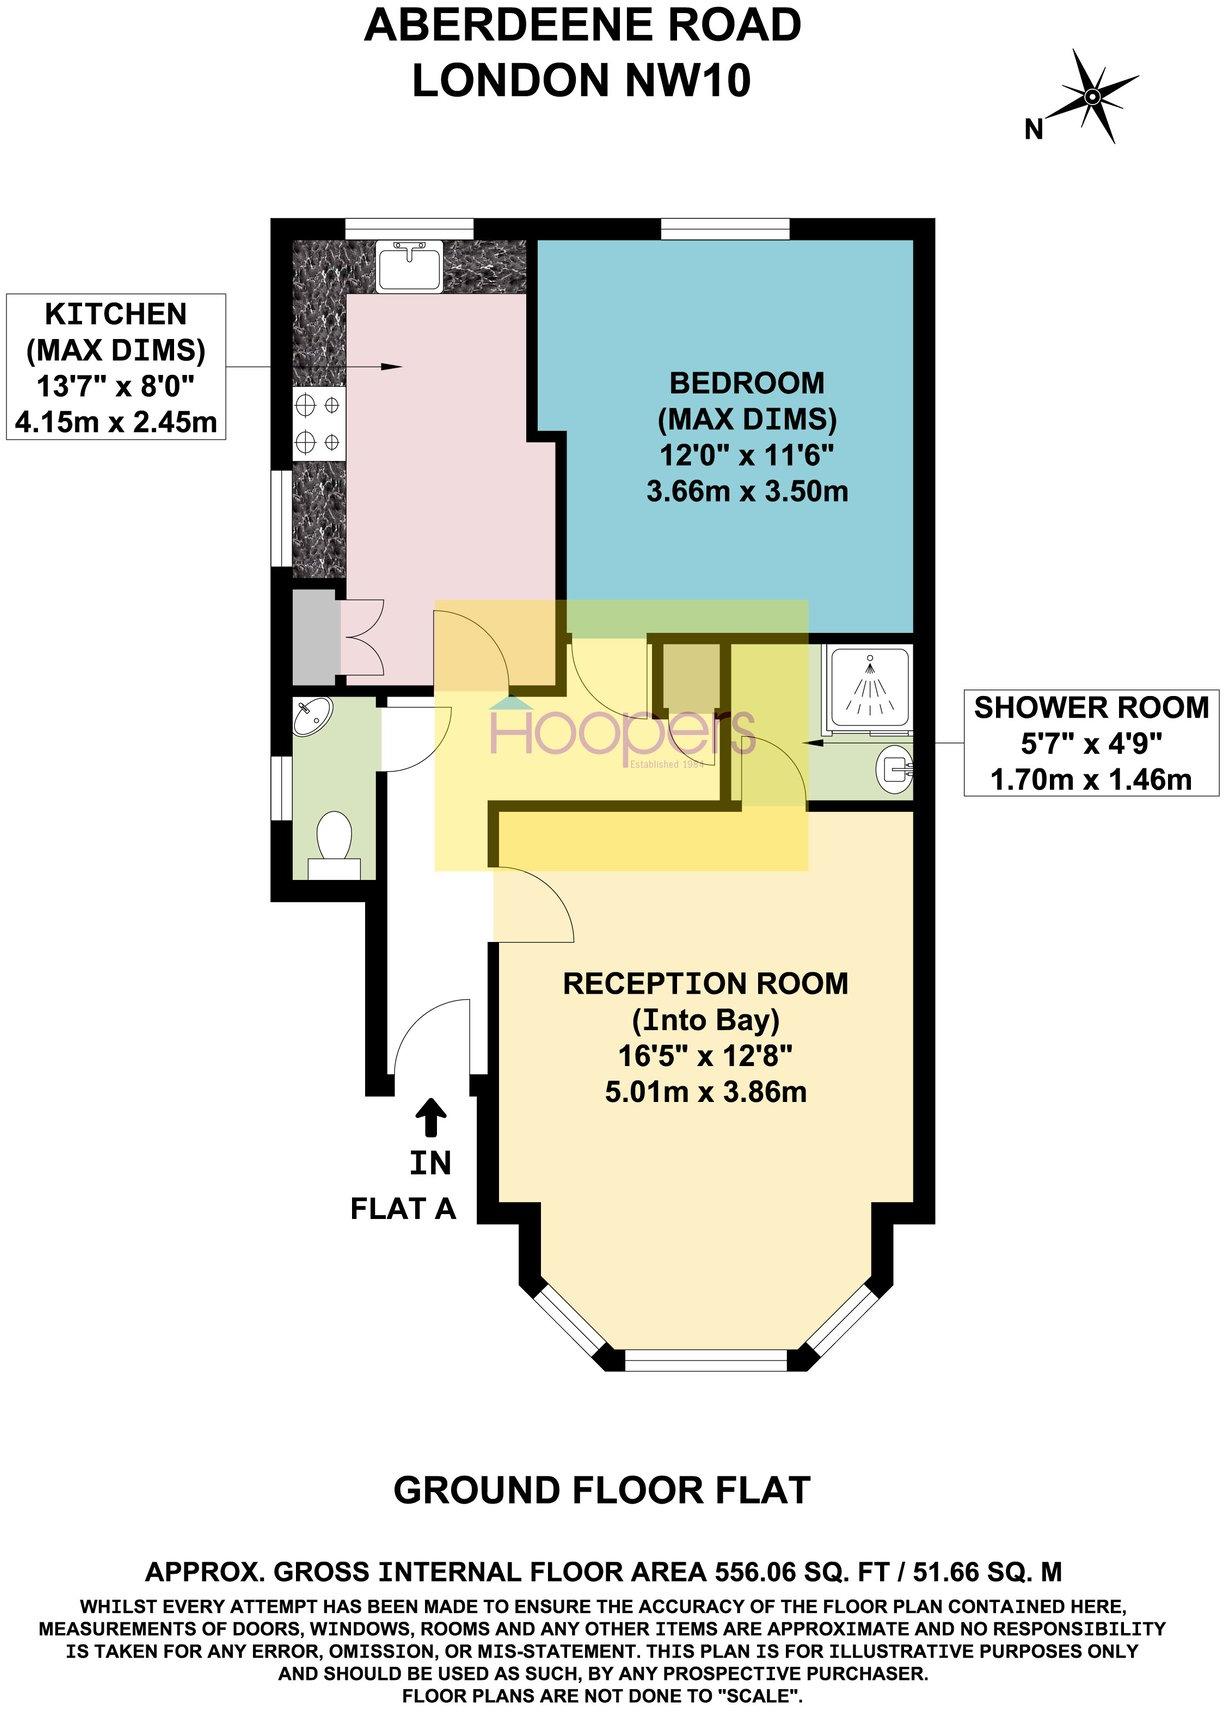 ABERDEENE ROAD
LONDON NW10
N
KITCHEN
(MAX DIMS)
13'7" x 8'0"
4.15m x 2.45m
BEDROOM
(MAX DIMS)
12'0" x 11'6"
3.66m x 3.50m
SHOWER ROOM
5'7" x 4'9"
1.70m x 1.46m
Hoopers
Established 1984
RECEPTION ROOM
(Into Bay)
16'5" x 12'8"
5.01m x 3.86m
IN
FLAT A
GROUND FLOOR FLAT
APPROX. GROSS INTERNAL FLOOR AREA 556.06 SQ. FT / 51.66 SQ. M
WHILST EVERY ATTEMPT HAS BEEN MADE TO ENSURE THE ACCURACY OF THE FLOOR PLAN CONTAINED HERE,
MEASUREMENTS OF DOORS, WINDOWS, ROOMS AND ANY OTHER ITEMS ARE APPROXIMATE AND NO RESPONSIBILITY
IS TAKEN FOR ANY ERROR, OMISSION, OR MIS-STATEMENT. THIS PLAN IS FOR ILLUSTRATIVE PURPOSES ONLY
AND SHOULD BE USED AS SUCH, BY ANY PROSPECTIVE PURCHASER.
FLOOR PLANS ARE NOT DONE TO "SCALE".